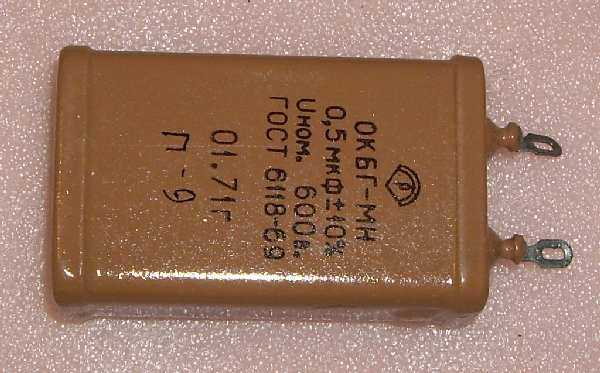 ОКБГ-МН
0,5мкф±10%
Uном. 600в.
ГОСТ 6118-69
01.71г
П-9